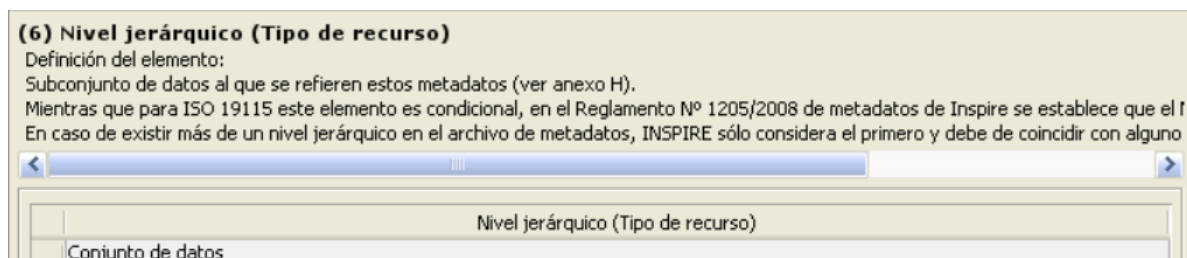 (6) Nivel jerárquico (Tipo de recurso)
Definición del elemento:
Subconjunto de datos al que se refieren estos metadatos (ver anexo H).
Mientras que para ISO 19115 este elemento es condicional, en el Reglamento Nº 1205/2008 de metadatos de Inspire se establece que el
En caso de existir más de un nivel jerárquico en el archivo de metadatos, INSPIRE sólo considera el primero y debe de coincidir con alguno
Nivel jerárquico (Tipo de recurso)
Conjunto de datos